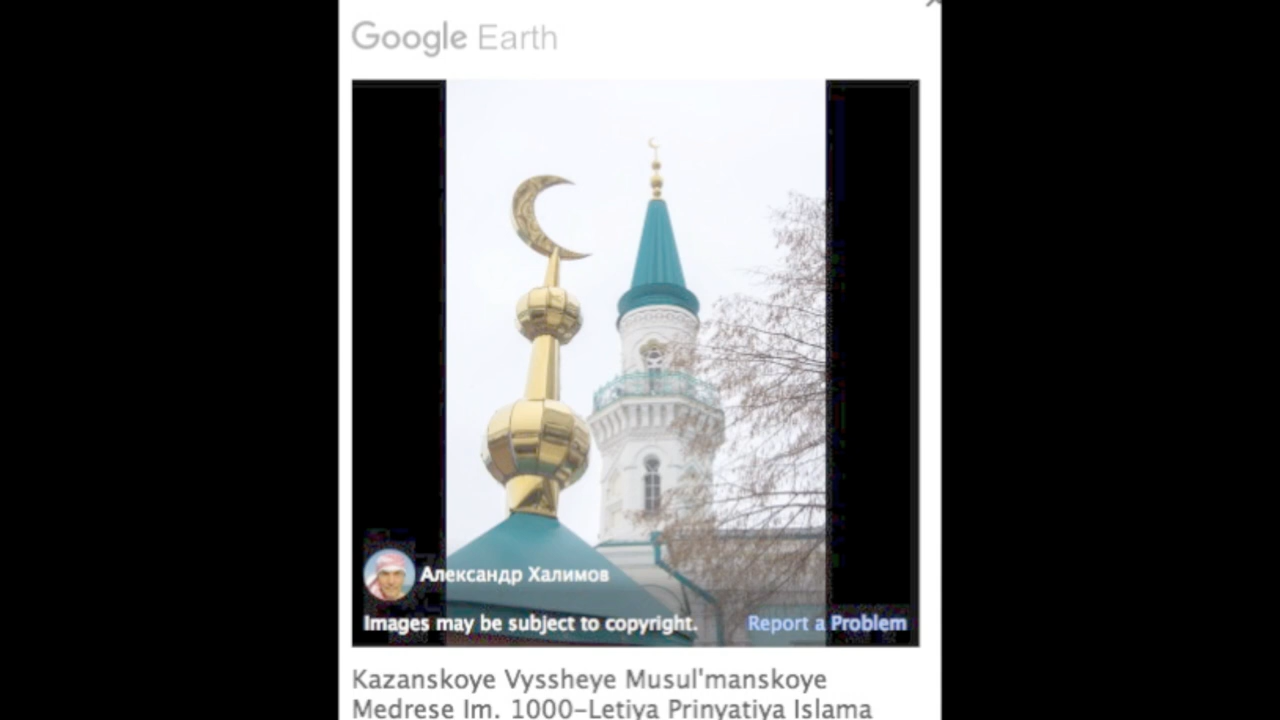 Google Earth
Александр Халимов
Images may be subject to copyright. Report a Problem
Kazanskoye Vyssheye Musul'manskoye
Medrese Im. 1000-Letiya Prinyatiya Islama